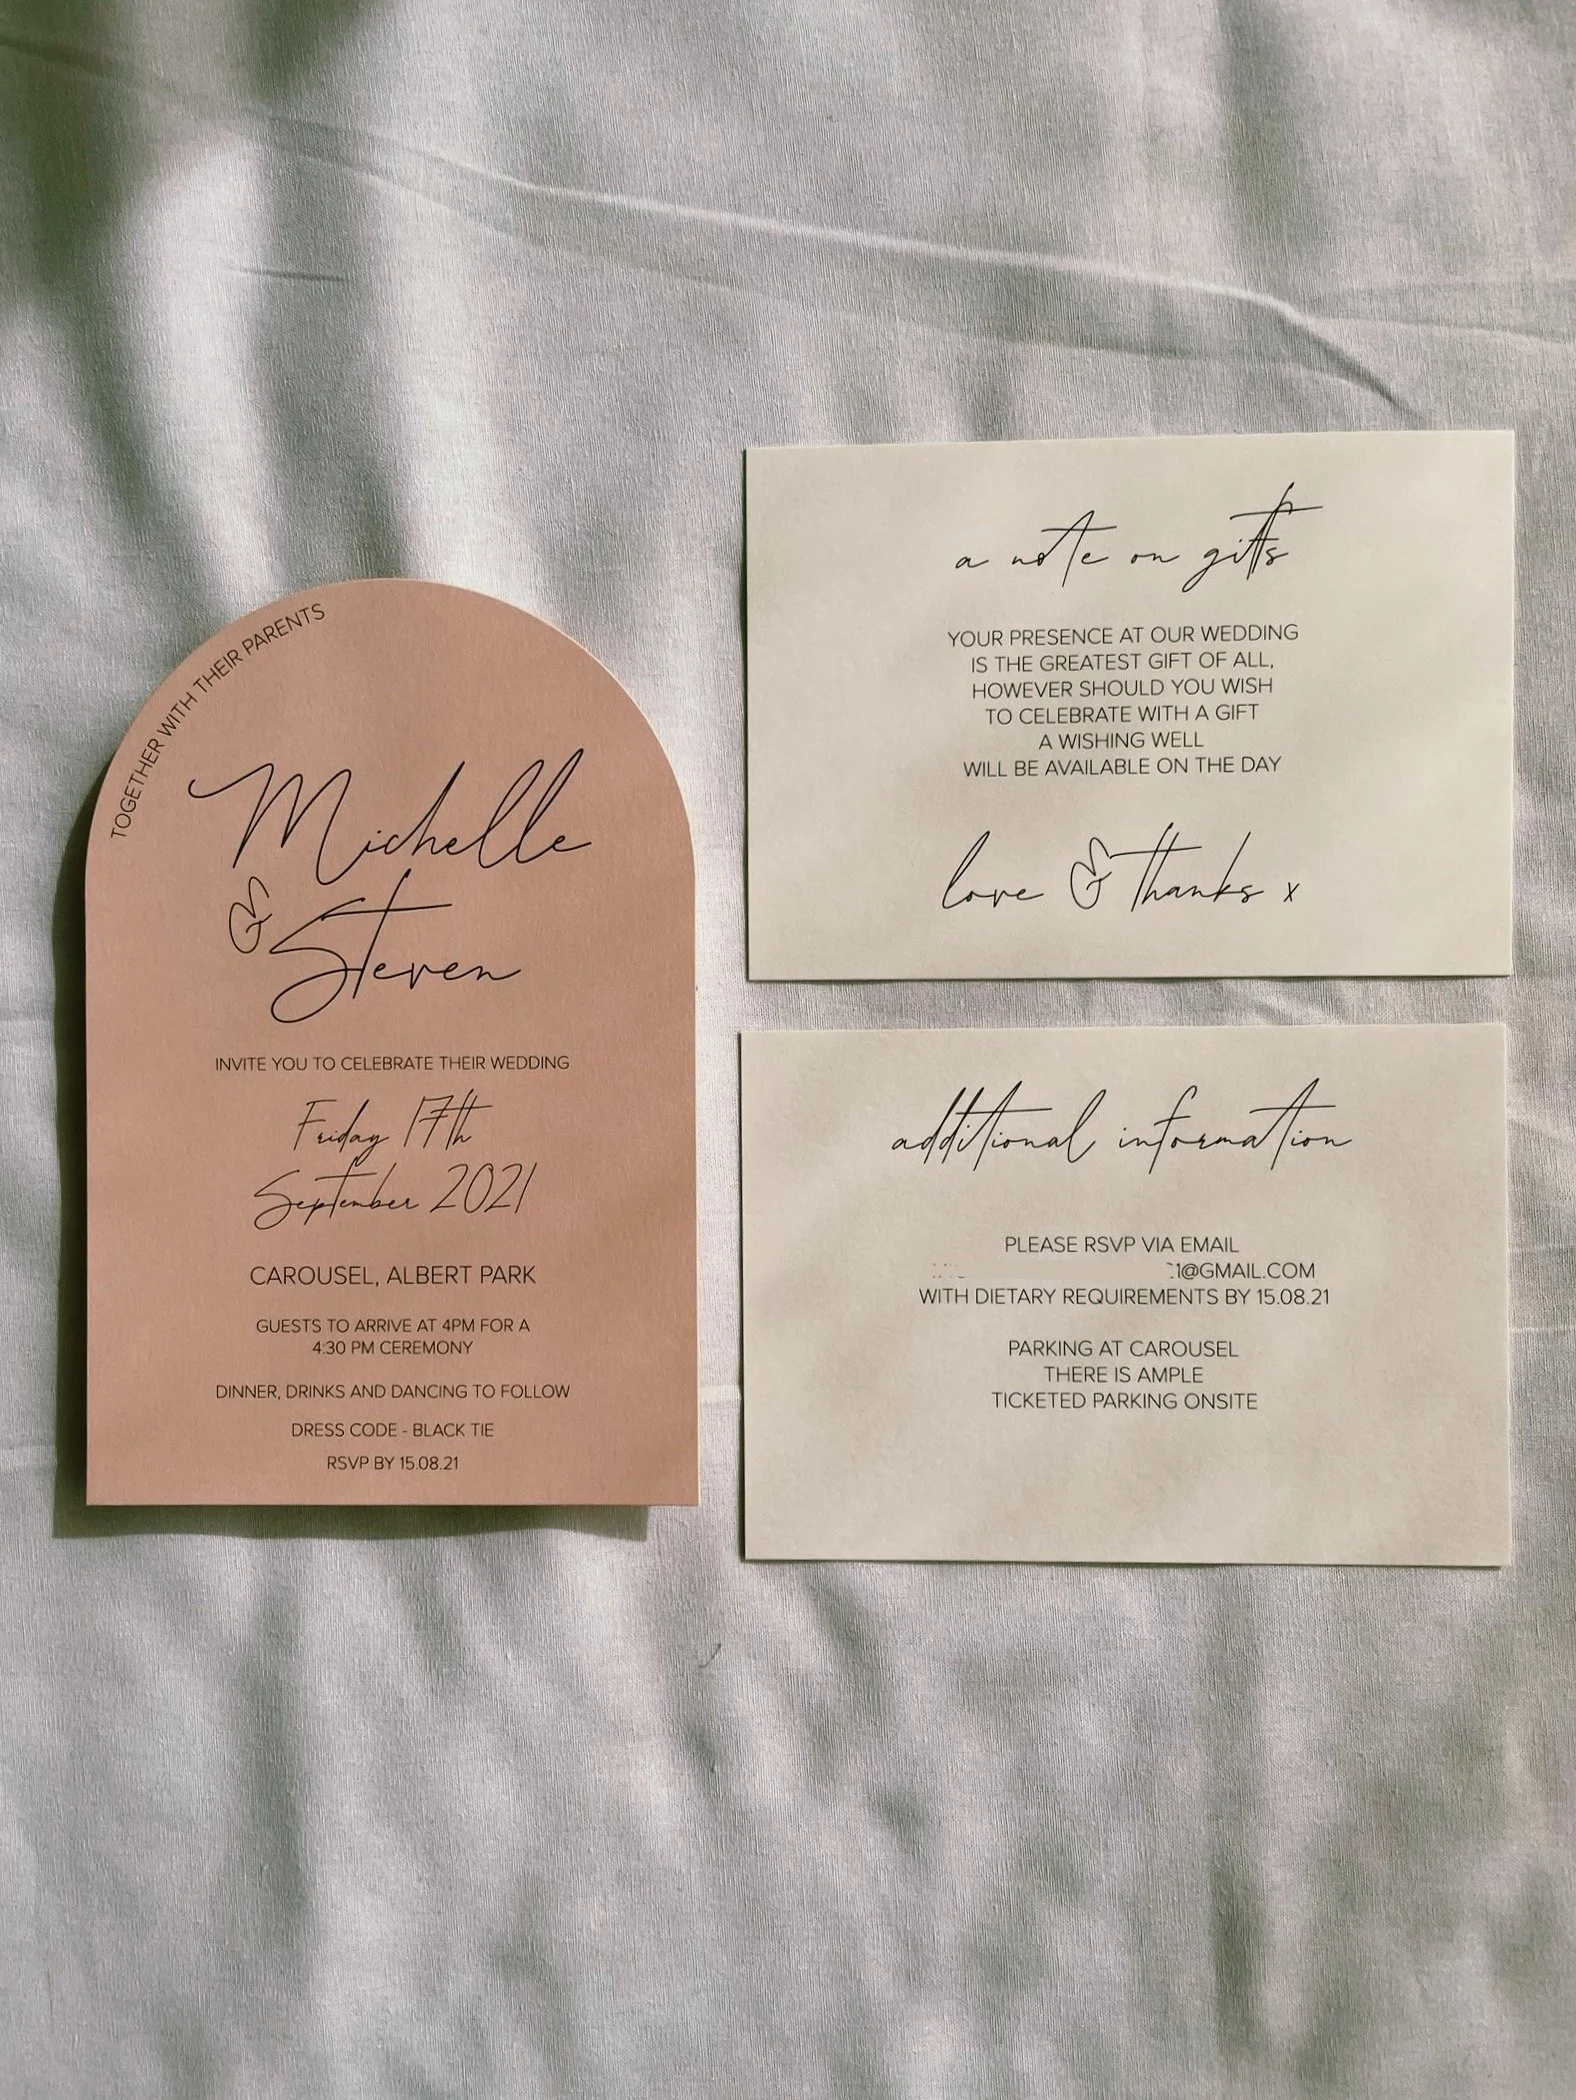 TOGETHER WITH THEIR PARENTS
Michelle
& Steven
INVITE YOU TO CELEBRATE THEIR WEDDING
Friday 17th
September 2021
CAROUSEL, ALBERT PARK
GUESTS TO ARRIVE AT 4PM FOR A
4:30 PM CEREMONY
DINNER, DRINKS AND DANCING TO FOLLOW
DRESS CODE - BLACK TIE
RSVP BY 15.08.21
a note on gifts
YOUR PRESENCE AT OUR WEDDING
IS THE GREATEST GIFT OF ALL,
HOWEVER SHOULD YOU WISH
TO CELEBRATE WITH A GIFT
A WISHING WELL
WILL BE AVAILABLE ON THE DAY
love & thanks x
additional information
PLEASE RSVP VIA EMAIL
1@GMAIL.COM
WITH DIETARY REQUIREMENTS BY 15.08.21
PARKING AT CAROUSEL
THERE IS AMPLE
TICKETED PARKING ONSITE